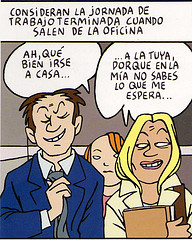 CONSIDERAN LA JORNADA DE
TRABAJO TERMINADA CUANDO
SALEN DE LA OFICINA
AH, QUÉ
BIEN IRSE
A CASA...
...A LA TUYA,
PORQUE EN LA
MÍA NO SABES
LO QUE ME
ESPERA...